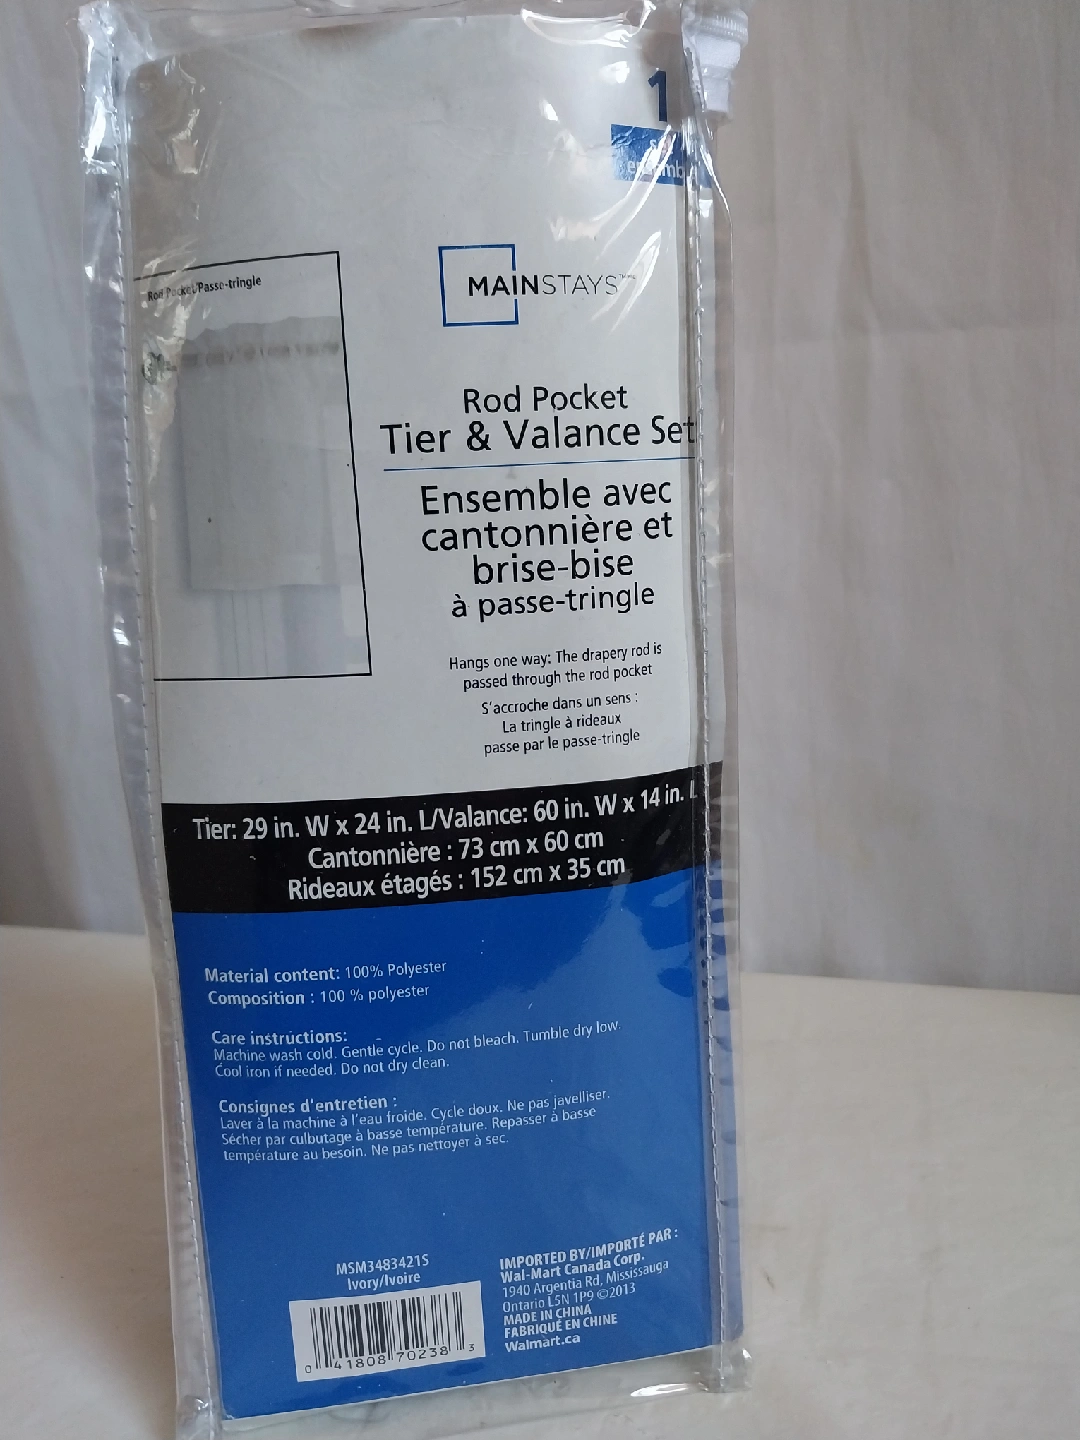 1
Rod Pocket/Passe-tringle
MAINSTAYS
Rod Pocket
Tier & Valance Set
Ensemble avec
cantonnière et
brise-bise
à passe-tringle
Hangs one way: The drapery rod is
passed through the rod pocket
S'accroche dans un sens :
La tringle à rideaux
passe par le passe-tringle
Tier: 29 in. W x 24 in. L/Valance: 60 in. W x 14 in. L
Cantonnière : 73 cm x 60 cm
Rideaux étagés : 152 cm x 35 cm
Material content: 100% Polyester
Composition : 100 % polyester
Care instructions:
Machine wash cold. Gentle cycle. Do not bleach. Tumble dry low.
Cool iron if needed. Do not dry clean.
Consignes d'entretien :
Laver à la machine à l'eau froide. Cycle doux. Ne pas javelliser.
Sécher par culbutage à basse température. Repasser à basse
température au besoin. Ne pas nettoyer à sec.
MSM3483421S
Ivory/Ivoire
0 41808 70238 3
IMPORTED BY/IMPORTÉ PAR :
Wal-Mart Canada Corp.
1940 Argentia Rd, Mississauga
Ontario L5N 1P9 ©2013
MADE IN CHINA
FABRIQUÉ EN CHINE
Walmart.ca